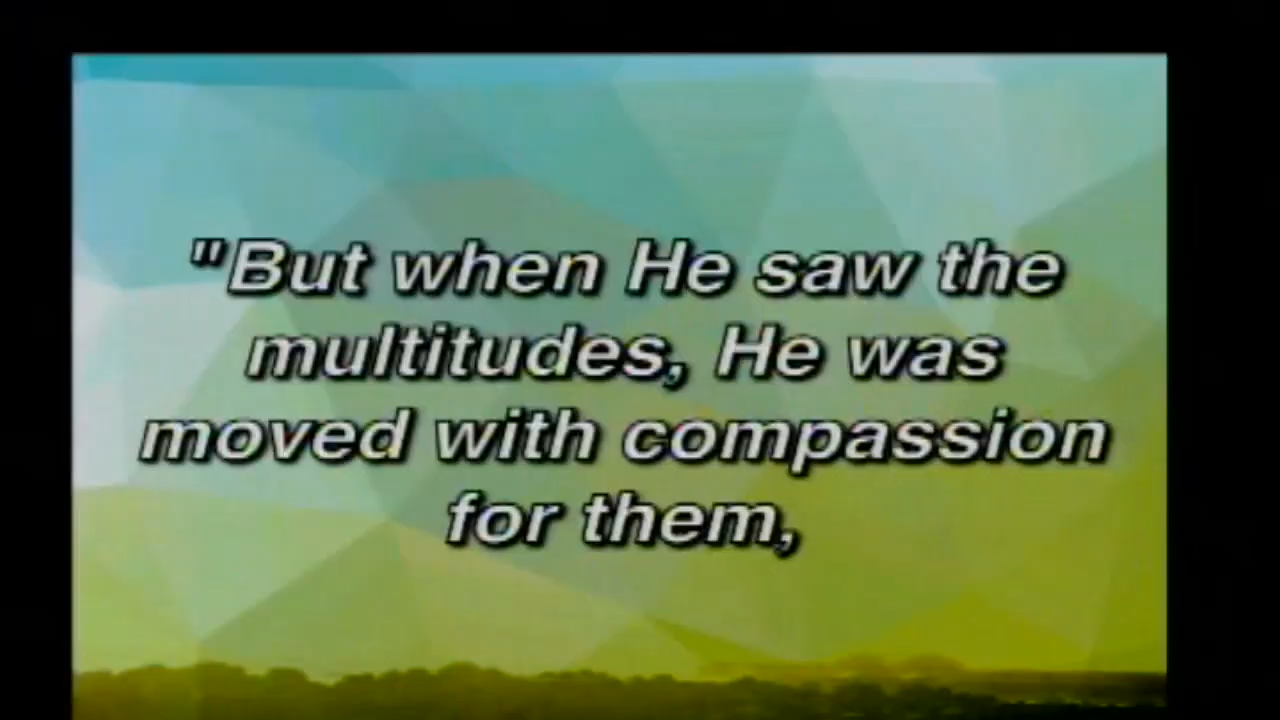 "But when He saw the
multitudes, He was
moved with compassion
for them,